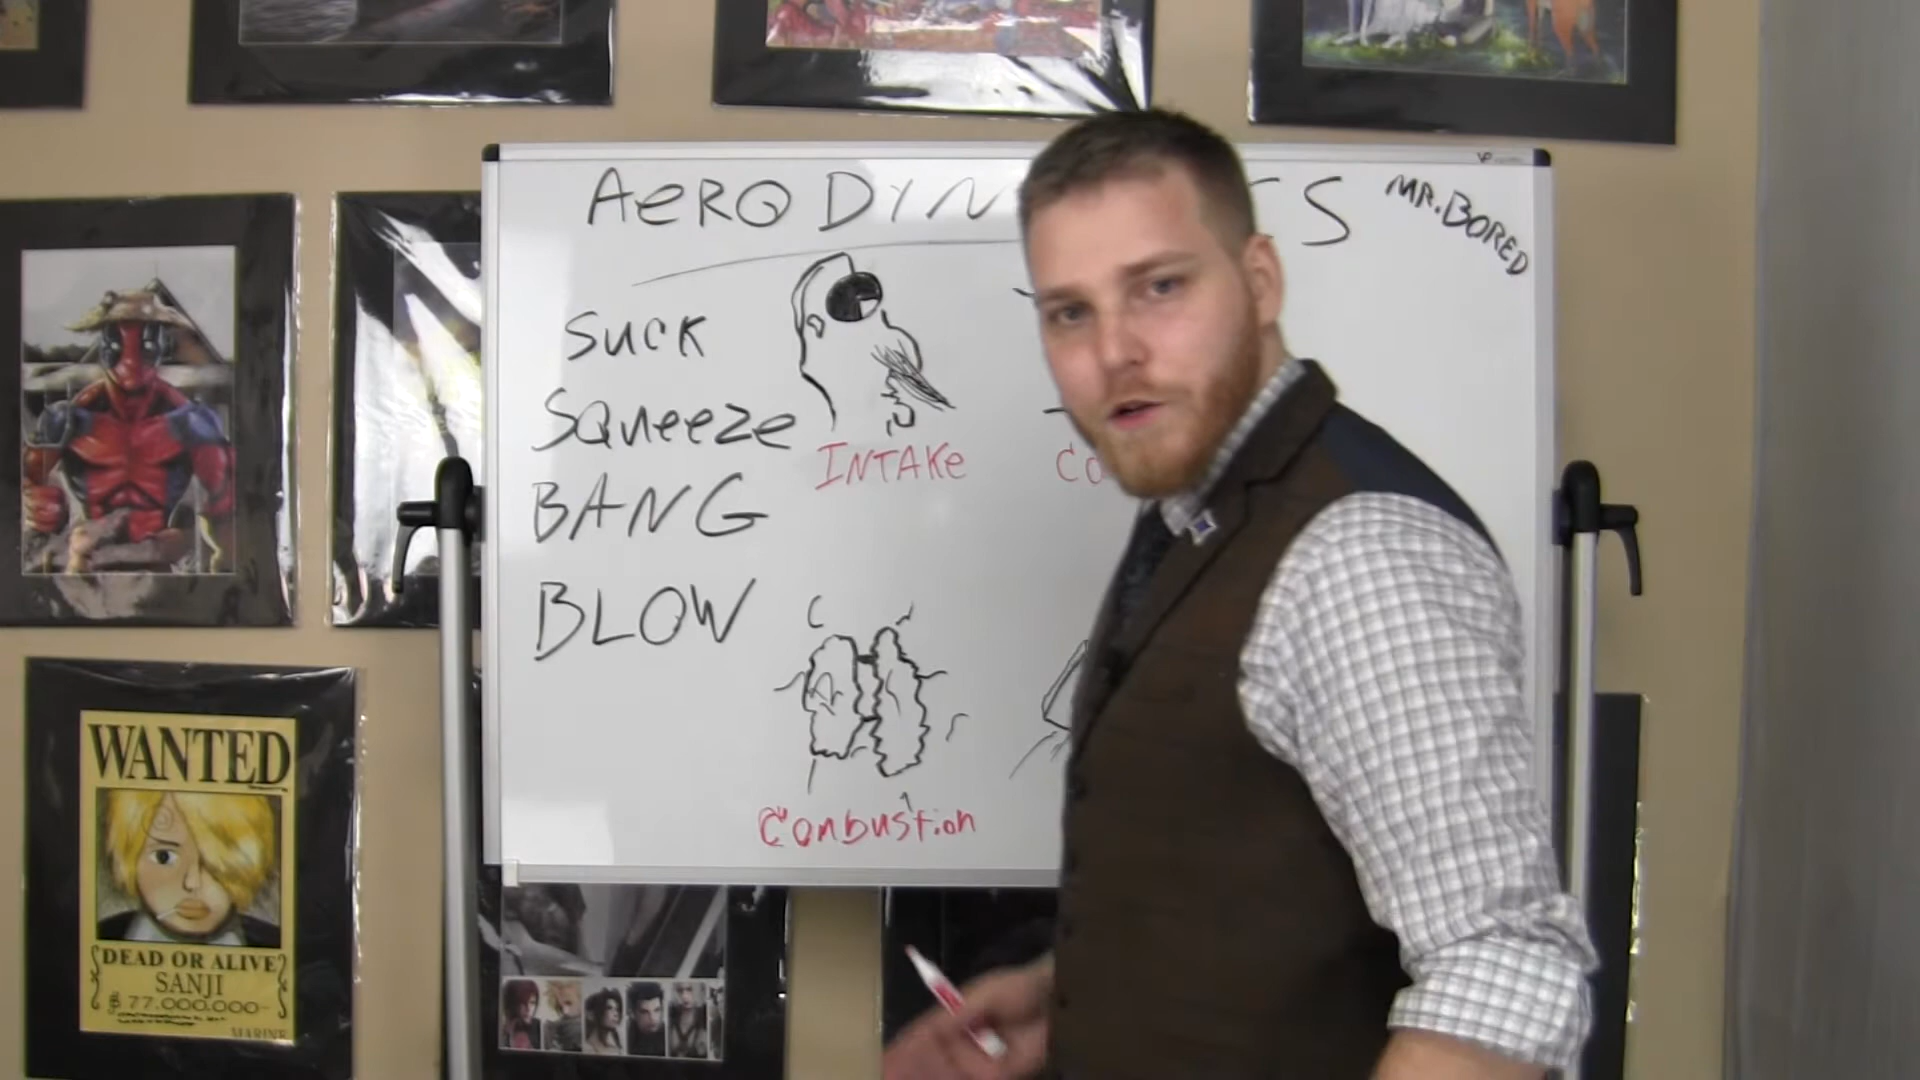 AERODYN CS
MR. BORED
SUCK
SQueeze
BANG
BLOW
INTAKe
CO
Combustion
WANTED
DEAD OR ALIVE
SANJI
฿77.000.000-
MARINE